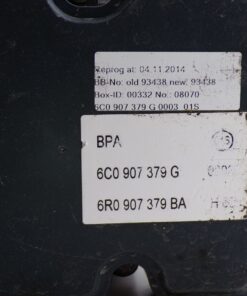 Reprog at: 04.11.2014
BB-No: old 93438 new: 93438
Box-ID: 00332 No.: 08070
6C0 907 379 G 0003 01S
BPA
6C0 907 379 G
6R0 907 379 BA H